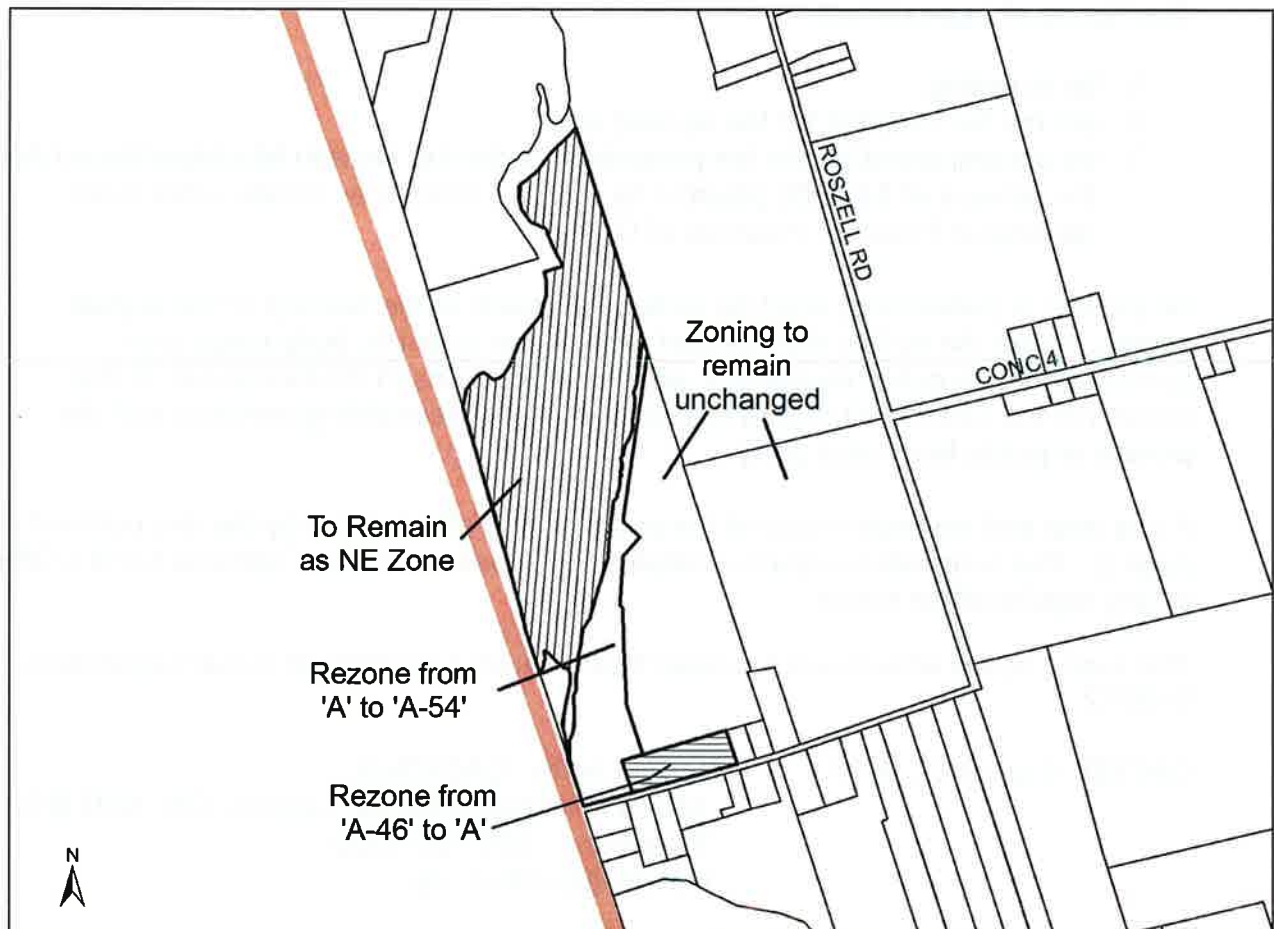 ROSZELL RD
CONC 4
Zoning to
remain
unchanged
To Remain
as NE Zone
Rezone from
'A' to 'A-54'
Rezone from
'A-46' to 'A'
N